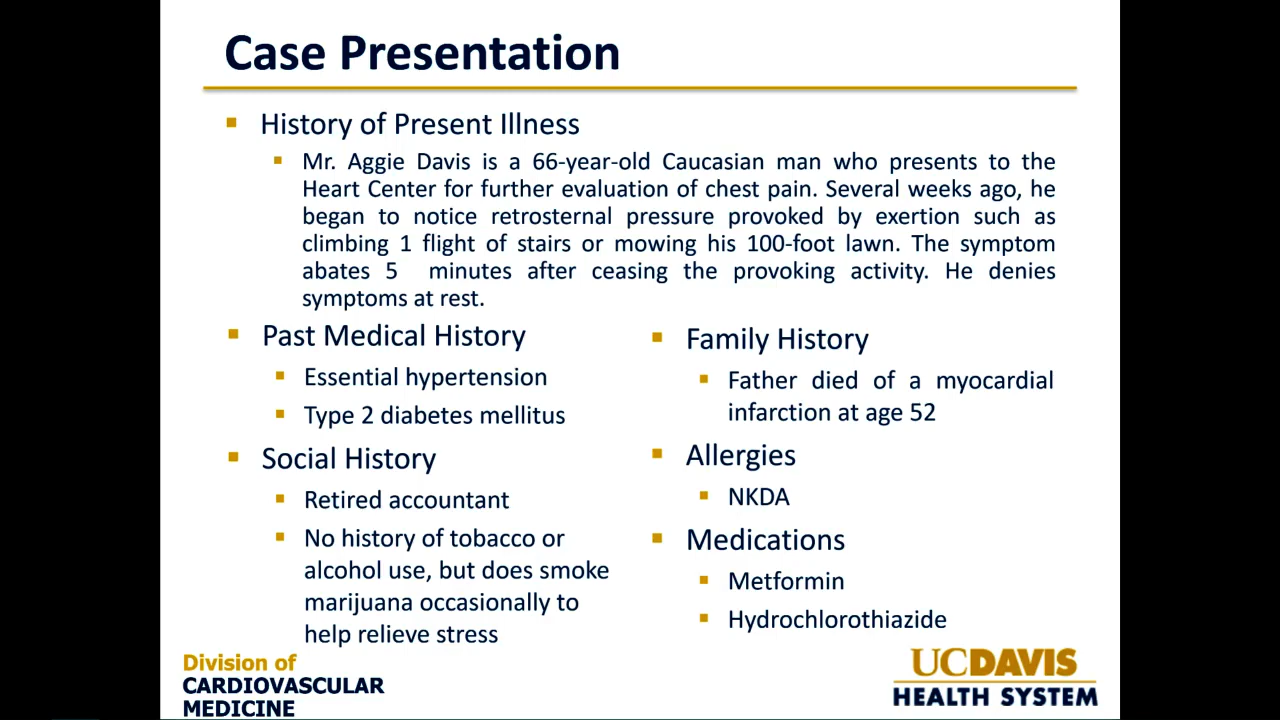 Case Presentation
History of Present Illness
Mr. Aggie Davis is a 66-year-old Caucasian man who presents to the
Heart Center for further evaluation of chest pain. Several weeks ago, he
began to notice retrosternal pressure provoked by exertion such as
climbing 1 flight of stairs or mowing his 100-foot lawn. The symptom
abates 5 minutes after ceasing the provoking activity. He denies
symptoms at rest.
Past Medical History
Essential hypertension
Type 2 diabetes mellitus
Social History
Retired accountant
No history of tobacco or
alcohol use, but does smoke
marijuana occasionally to
help relieve stress
Family History
Father died of a myocardial
infarction at age 52
Allergies
NKDA
Medications
Metformin
Hydrochlorothiazide
Division of
CARDIOVASCULAR
MEDICINE
UCDAVIS
HEALTH SYSTEM